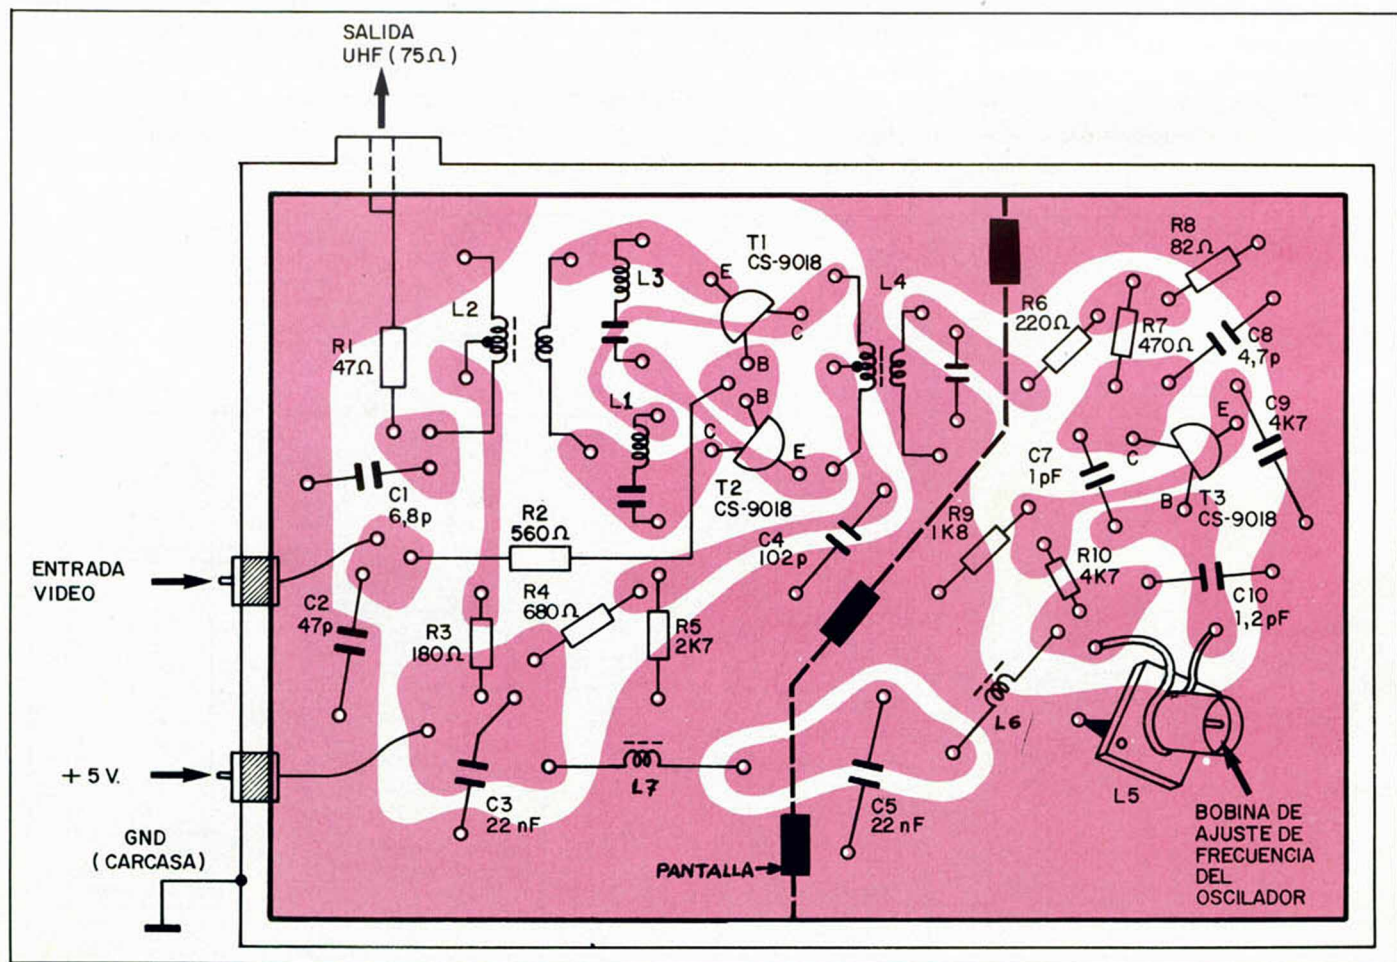 SALIDA
UHF (75Ω)
T1
CS-9018
R8
82Ω
E
L3
L4
L2
R6
220Ω
C
R7
470Ω
C8
4,7p
R1
47Ω
B
B
L1
C
C9
4K7
E
E
C7
1pF
C
T2
CS-9018
B
T3
CS-9018
C1
6,8p
R2
560Ω
C4
102p
R9
1K8
R10
4K7
ENTRADA
VIDEO
C2
47p
R4
680Ω
C10
1,2pF
R3
180Ω
R5
2K7
L6
+ 5 V.
L7
C3
22 nF
C5
22 nF
L5
GND
(CARCASA)
PANTALLA
BOBINA DE
AJUSTE DE
FRECUENCIA
DEL
OSCILADOR